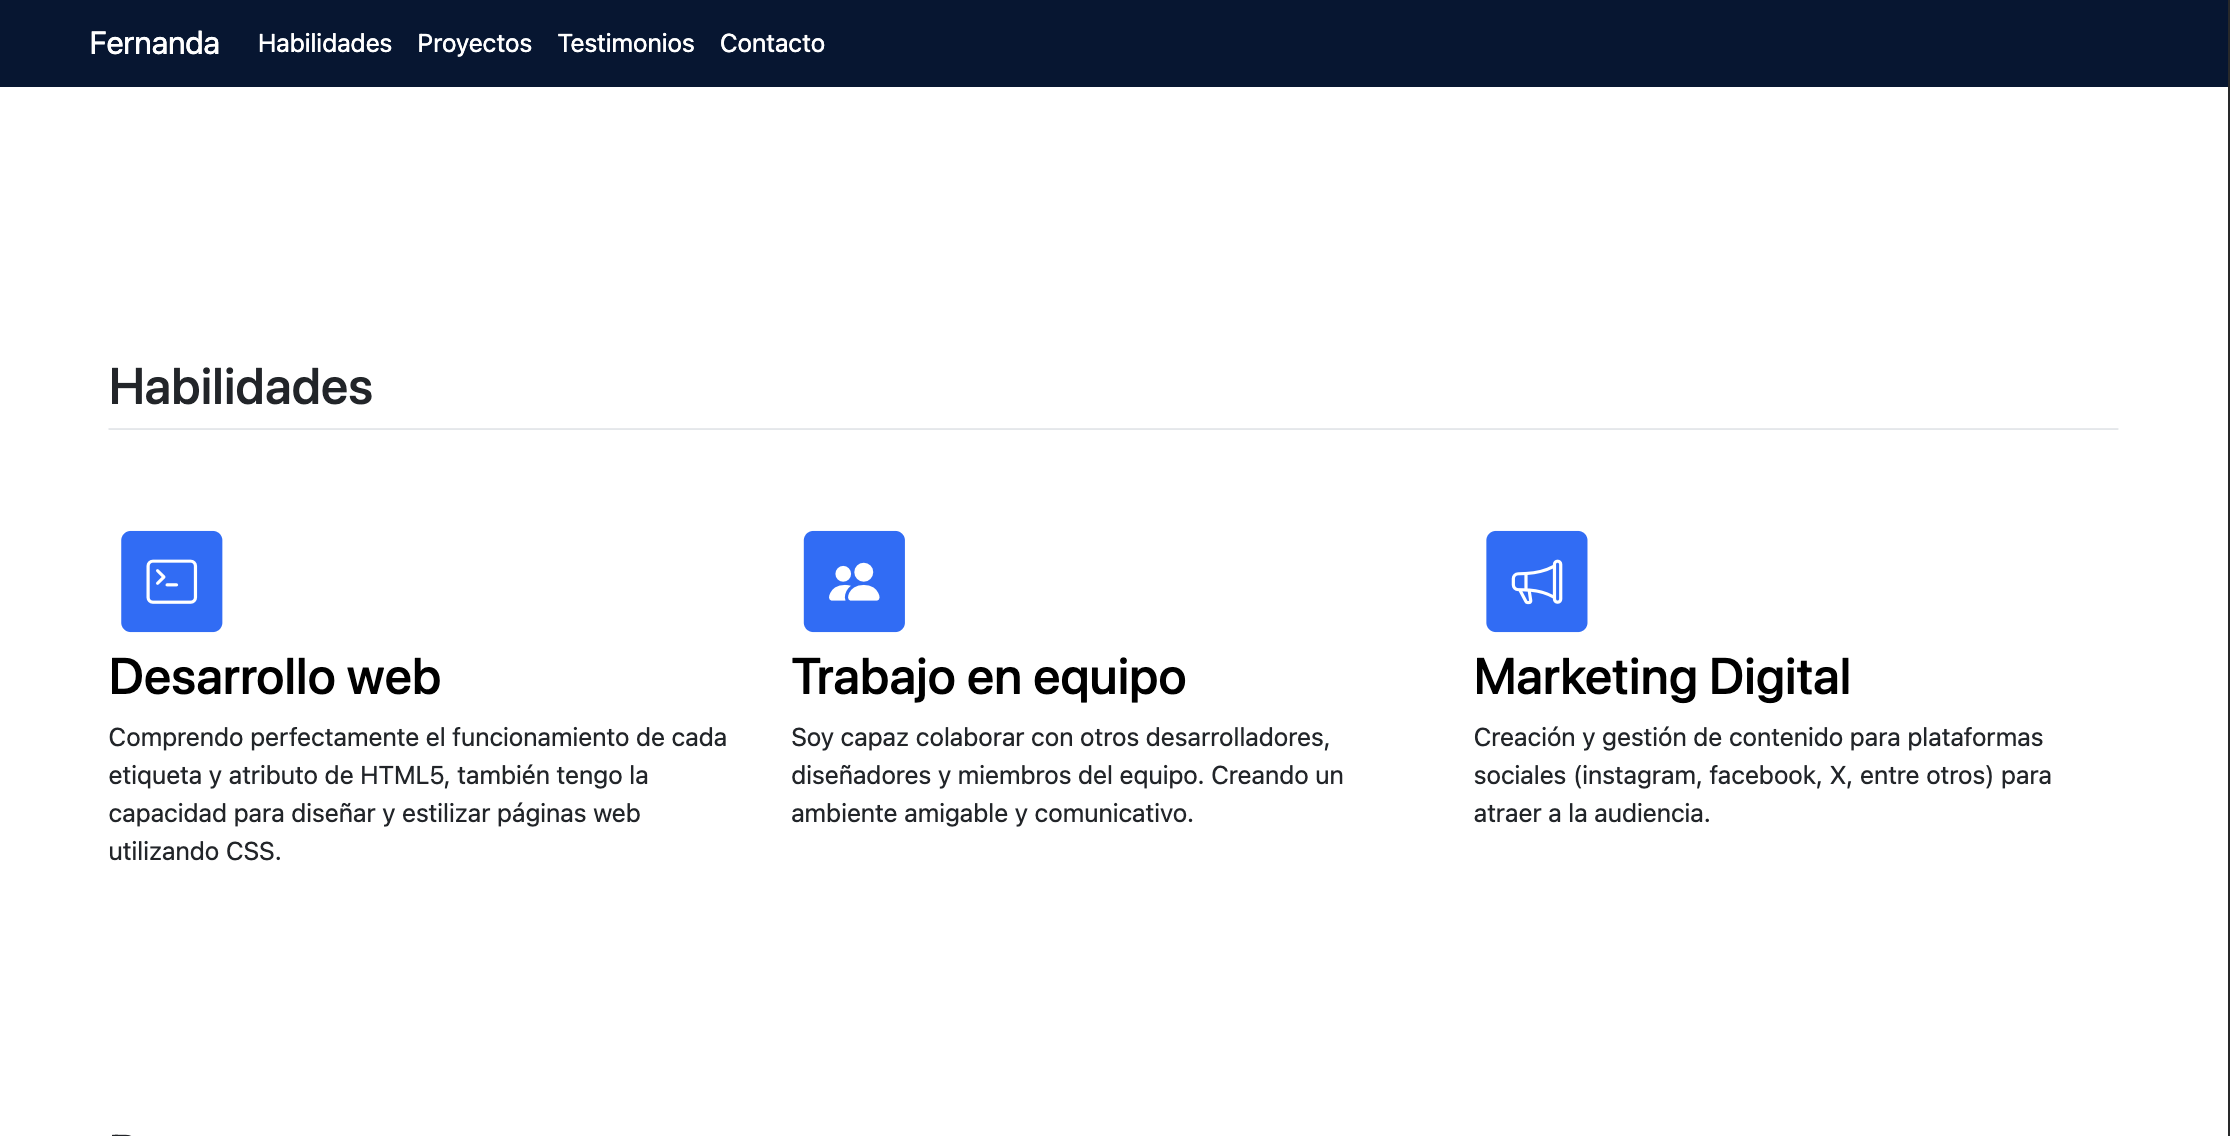 Fernanda Habilidades Proyectos Testimonios Contacto
Habilidades
Desarrollo web
Comprendo perfectamente el funcionamiento de cada
etiqueta y atributo de HTML5, también tengo la
capacidad para diseñar y estilizar páginas web
utilizando CSS.
Trabajo en equipo
Soy capaz colaborar con otros desarrolladores,
diseñadores y miembros del equipo. Creando un
ambiente amigable y comunicativo.
Marketing Digital
Creación y gestión de contenido para plataformas
sociales (instagram, facebook, X, entre otros) para
atraer a la audiencia.